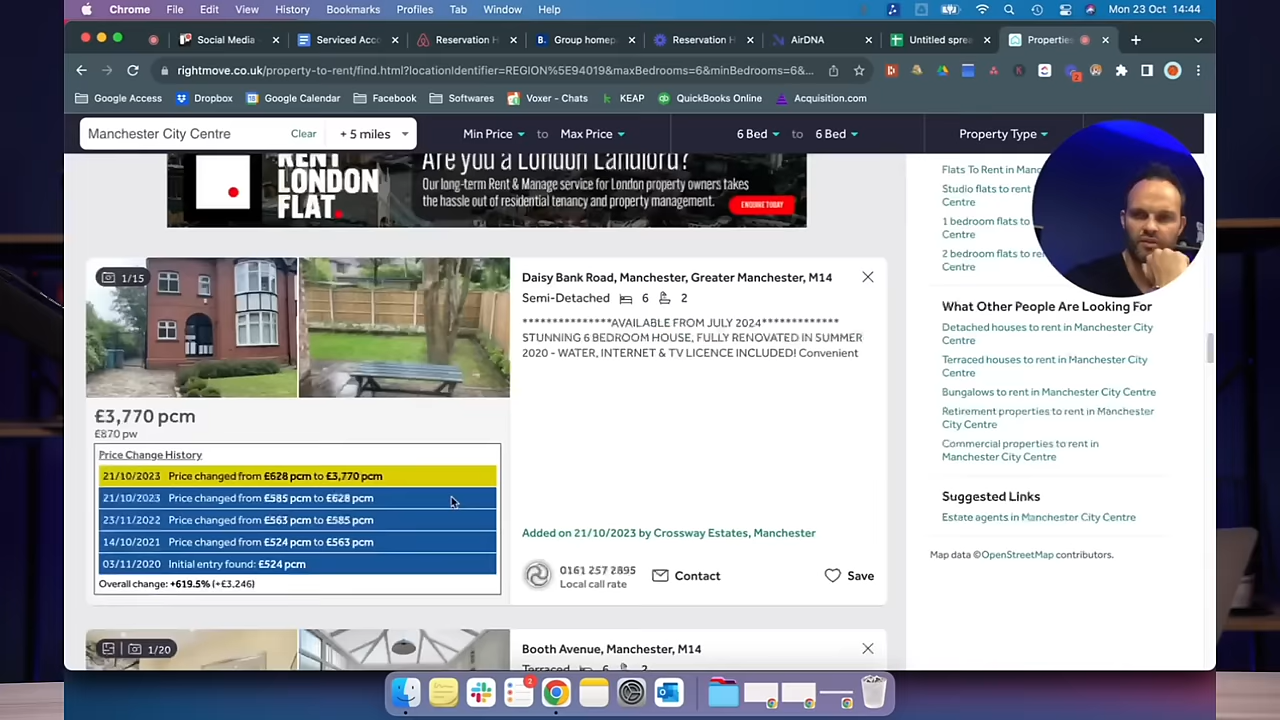 Chrome File Edit View History Bookmarks Profiles Tab Window Help
Mon 23 Oct 14:44
Social Media -
Serviced Acc
Reservation H
Group homep
Reservation H
AirDNA
Untitled spre
Properties
rightmove.co.uk/property-to-rent/find.html?locationIdentifier=REGION%5E94019&maxBedrooms=6&minBedrooms=6&...
Google Access Dropbox Google Calendar Facebook Softwares Voxer - Chats KEAP QuickBooks Online Acquisition.com
Manchester City Centre Clear + 5 miles Min Price to Max Price 6 Bed to 6 Bed Property Type
RENT
LONDON
FLAT.
Are you a London Landlord?
Our long-term Rent & Manage service for London property owners takes
the hassle out of residential tenancy and property management.
ENQUIRE TODAY
1/15
Daisy Bank Road, Manchester, Greater Manchester, M14
Semi-Detached 6 2
***************AVAILABLE FROM JULY 2024*************
STUNNING 6 BEDROOM HOUSE, FULLY RENOVATED IN SUMMER
2020 - WATER, INTERNET & TV LICENCE INCLUDED! Convenient
£3,770 pcm
£870 pw
Price Change History
21/10/2023 Price changed from £628 pcm to £3,770 pcm
21/10/2023 Price changed from £585 pcm to £628 pcm
23/11/2022 Price changed from £563 pcm to £585 pcm
14/10/2021 Price changed from £524 pcm to £563 pcm
03/11/2020 Initial entry found: £524 pcm
Overall change: +619.5% (+£3,246)
Added on 21/10/2023 by Crossway Estates, Manchester
0161 257 2895
Local call rate
Contact
Save
1/20
Booth Avenue, Manchester, M14
Terraced 6 2
Flats To Rent in Manc
Studio flats to rent
Centre
1 bedroom flats to
Centre
2 bedroom flats to
Centre
What Other People Are Looking For
Detached houses to rent in Manchester City
Centre
Terraced houses to rent in Manchester City
Centre
Bungalows to rent in Manchester City Centre
Retirement properties to rent in Manchester
City Centre
Commercial properties to rent in
Manchester City Centre
Suggested Links
Estate agents in Manchester City Centre
Map data ©OpenStreetMap contributors.
2